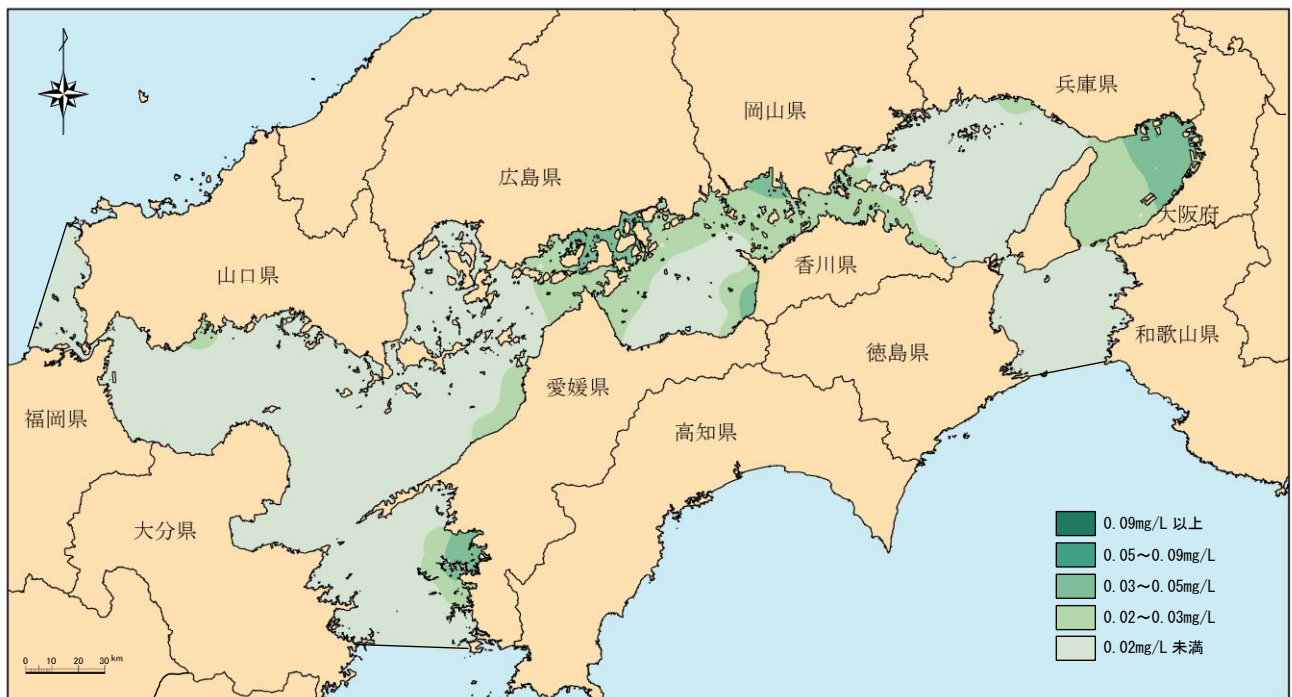 兵庫県
岡山県
広島県
大阪府
香川県
山口県
和歌山県
徳島県
愛媛県
福岡県
高知県
大分県
0.09mg/L 以上
0.05～0.09mg/L
0.03～0.05mg/L
0.02～0.03mg/L
0.02mg/L 未満
0 10 20 30 km